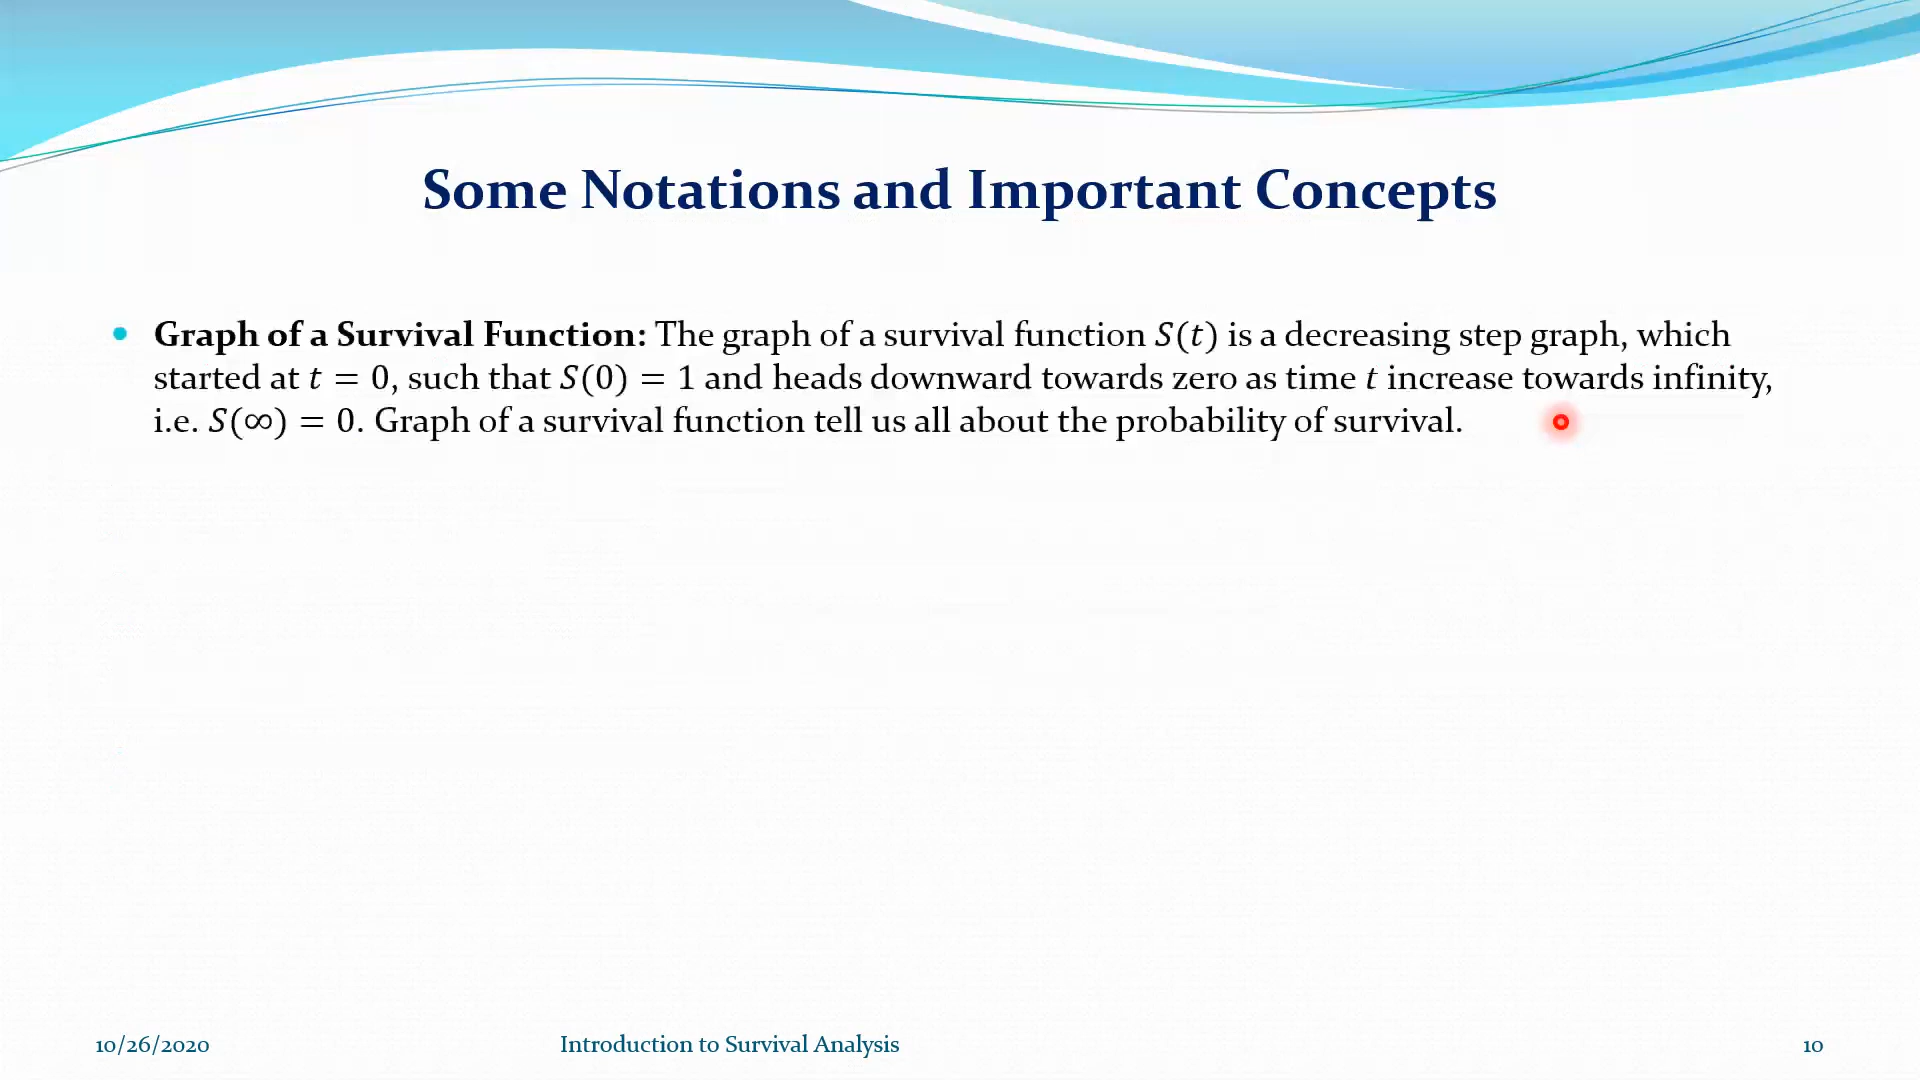 Some Notations and Important Concepts
• Graph of a Survival Function: The graph of a survival function S(t) is a decreasing step graph, which
started at t = 0, such that S(0) = 1 and heads downward towards zero as time t increase towards infinity,
i.e. S(∞) = 0. Graph of a survival function tell us all about the probability of survival.
10/26/2020 Introduction to Survival Analysis 10